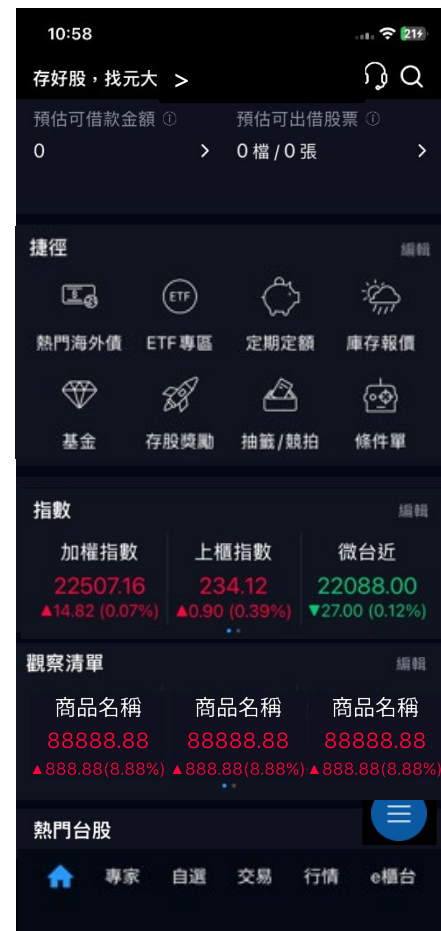 10:58
21
存好股，找元大 >
預估可借款金額 預估可出借股票
0 > 0 檔 / 0 張 >
捷徑 編輯
熱門海外債 ETF專區 定期定額 庫存報價
ETF
基金 存股獎勵 抽籤/競拍 條件單
指數 編輯
加權指數 上櫃指數 微台近
22507.16 234.12 22088.00
▲14.82 (0.07%) ▲0.90 (0.39%) ▼27.00 (0.12%)
觀察清單 編輯
商品名稱 商品名稱 商品名稱
88888.88 88888.88 88888.88
▲888.88(8.88%) ▲888.88(8.88%) ▲888.88(8.88%)
熱門台股
專家 自選 交易 行情 e櫃台